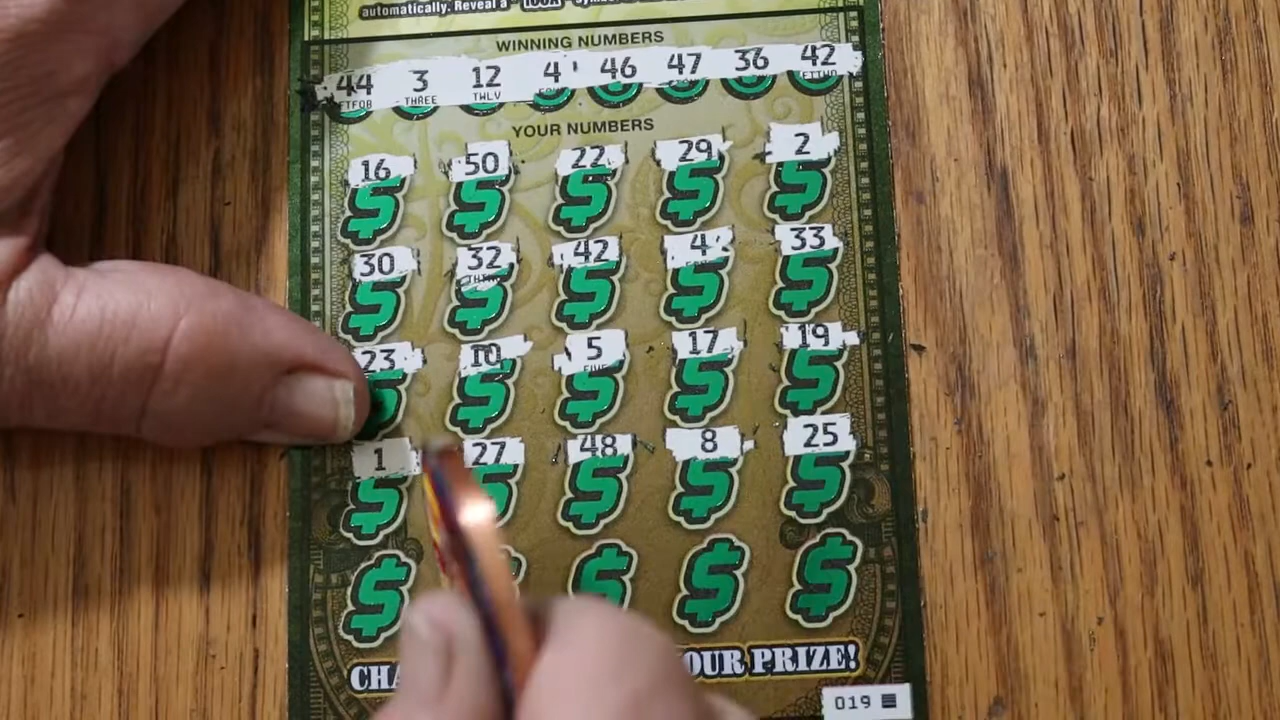 automatically. Reveal a "100X"
WINNING NUMBERS
44 3 12 4 46 47 36 42
THREE TWLV
YOUR NUMBERS
16 50 22 29 2
30 32 42 4 33
23 10 5 17 19
1 27 48 8 25
OUR PRIZE!
019